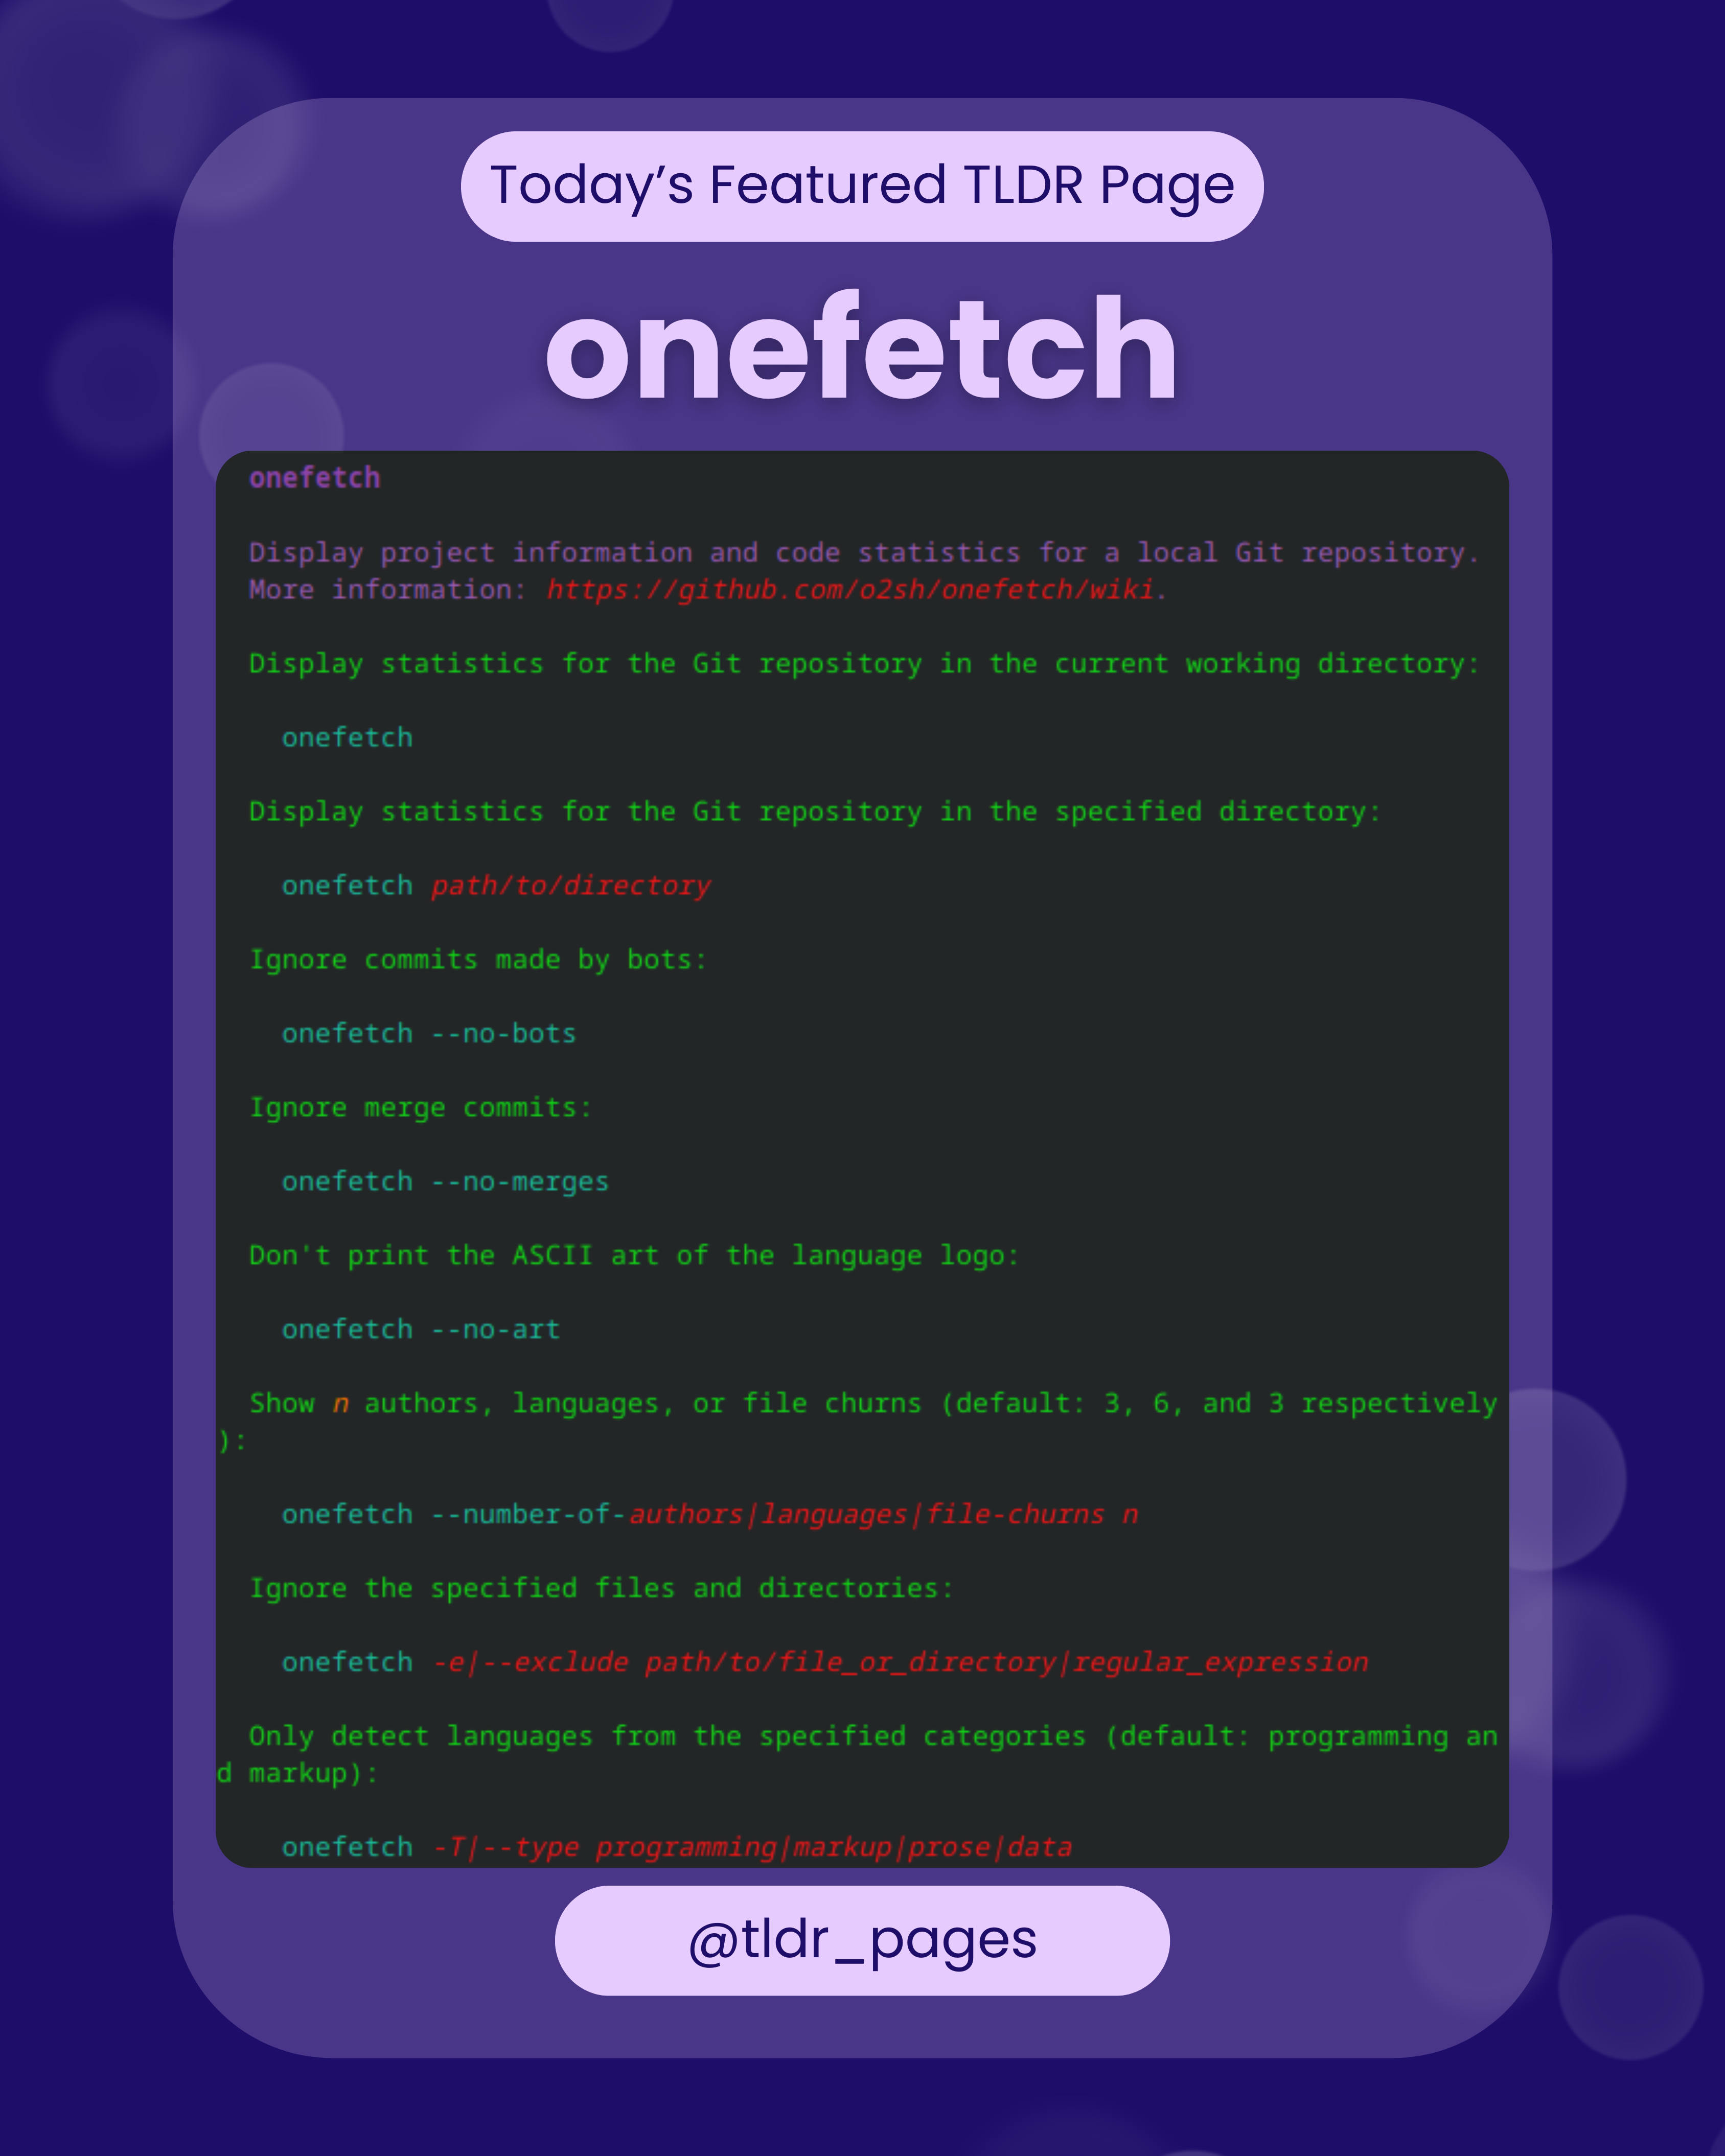 Today’s Featured TLDR Page
onefetch
onefetch
Display project information and code statistics for a local Git repository.
More information: https://github.com/o2sh/onefetch/wiki.
Display statistics for the Git repository in the current working directory:
onefetch
Display statistics for the Git repository in the specified directory:
onefetch path/to/directory
Ignore commits made by bots:
onefetch --no-bots
Ignore merge commits:
onefetch --no-merges
Don't print the ASCII art of the language logo:
onefetch --no-art
Show n authors, languages, or file churns (default: 3, 6, and 3 respectively
):
onefetch --number-of-authors|languages|file-churns n
Ignore the specified files and directories:
onefetch -e|--exclude path/to/file_or_directory|regular_expression
Only detect languages from the specified categories (default: programming an
d markup):
onefetch -T|--type programming|markup|prose|data
@tldr_pages